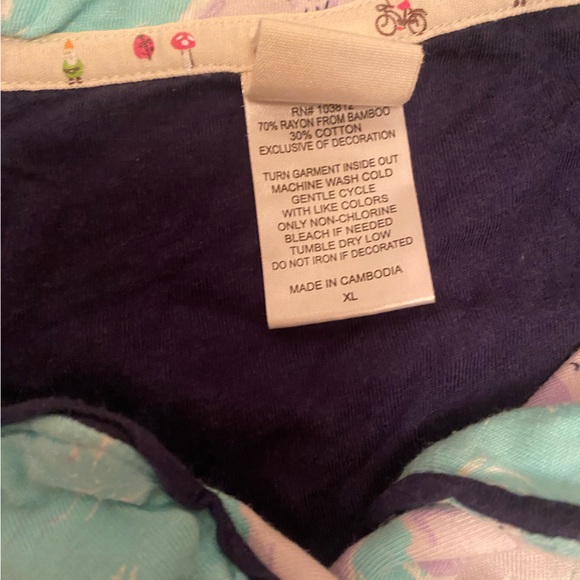 RN# 103812
70% RAYON FROM BAMBOO
30% COTTON
EXCLUSIVE OF DECORATION
TURN GARMENT INSIDE OUT
MACHINE WASH COLD
GENTLE CYCLE
WITH LIKE COLORS
ONLY NON-CHLORINE
BLEACH IF NEEDED
TUMBLE DRY LOW
DO NOT IRON IF DECORATED
MADE IN CAMBODIA
XL